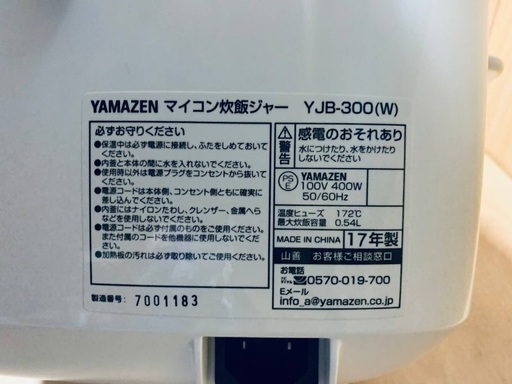 YAMAZEN マイコン炊飯ジャー YJB-300(W)
必ずお守りください
●保温中は必ず電源に接続し、ふたをしめておいて
ください。
●内蓋と本体の間に水を入れないでください。
●使用時以外は電源プラグをコンセントから抜いて
ください。
●電源コードは本体側、コンセント側ともに確実に
差し込んでください。
●内蓋にはナイロンたわし、クレンザー、金属へら
などを使用しないでください。
●電源コードは必ず付属のものをご使用ください。
また付属のコードを他機器に使用しないでください。
●加熱板の汚れは必ず取り除いてご使用ください。
製造番号: 7001183
警告
感電のおそれあり
水につけたり、水をかけたり
しないでください。
PS
E
YAMAZEN
100V 400W
50/60Hz
温度ヒューズ 172℃
最大炊飯容量 0.54L
MADE IN CHINA 17年製
山善 お客様ご相談窓口
お電話
0570-019-700
Eメール
info_a@yamazen.co.jp